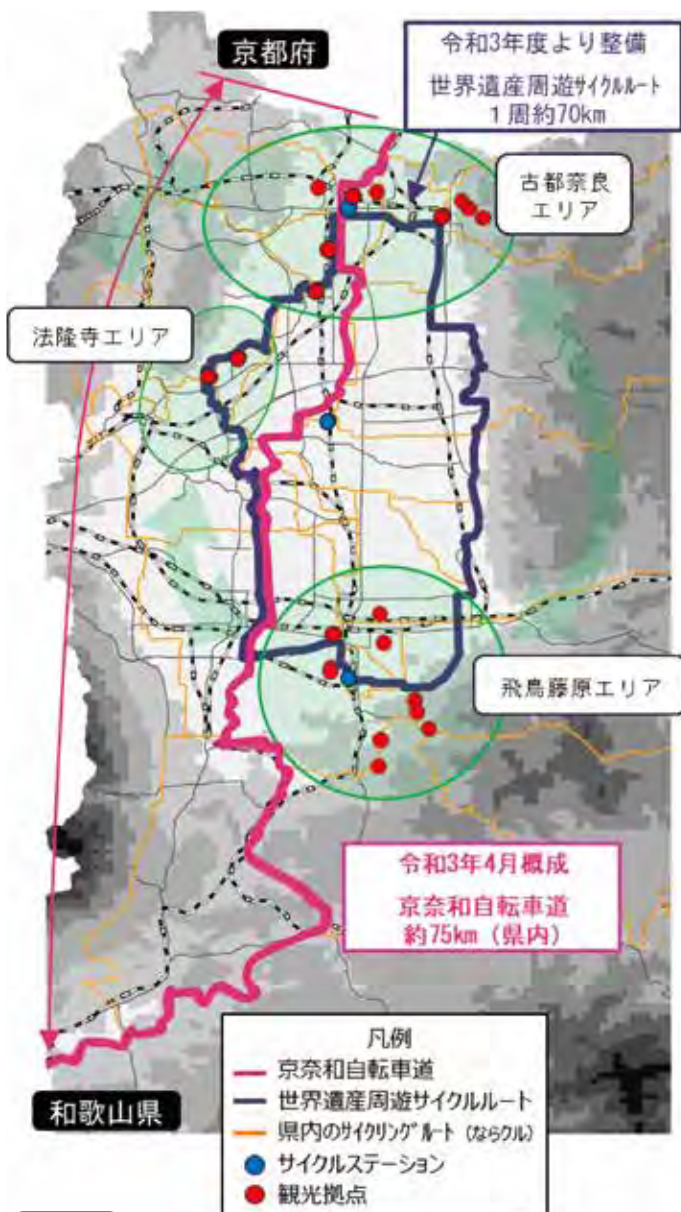 京都府
令和3年度より整備
世界遺産周遊サイクルルート
1周約70km
古都奈良
エリア
法隆寺エリア
飛鳥藤原エリア
令和3年4月概成
京奈和自転車道
約75km（県内）
和歌山県
凡例
京奈和自転車道
世界遺産周遊サイクルルート
県内のサイクリングルート（ならクル）
サイクルステーション
観光拠点